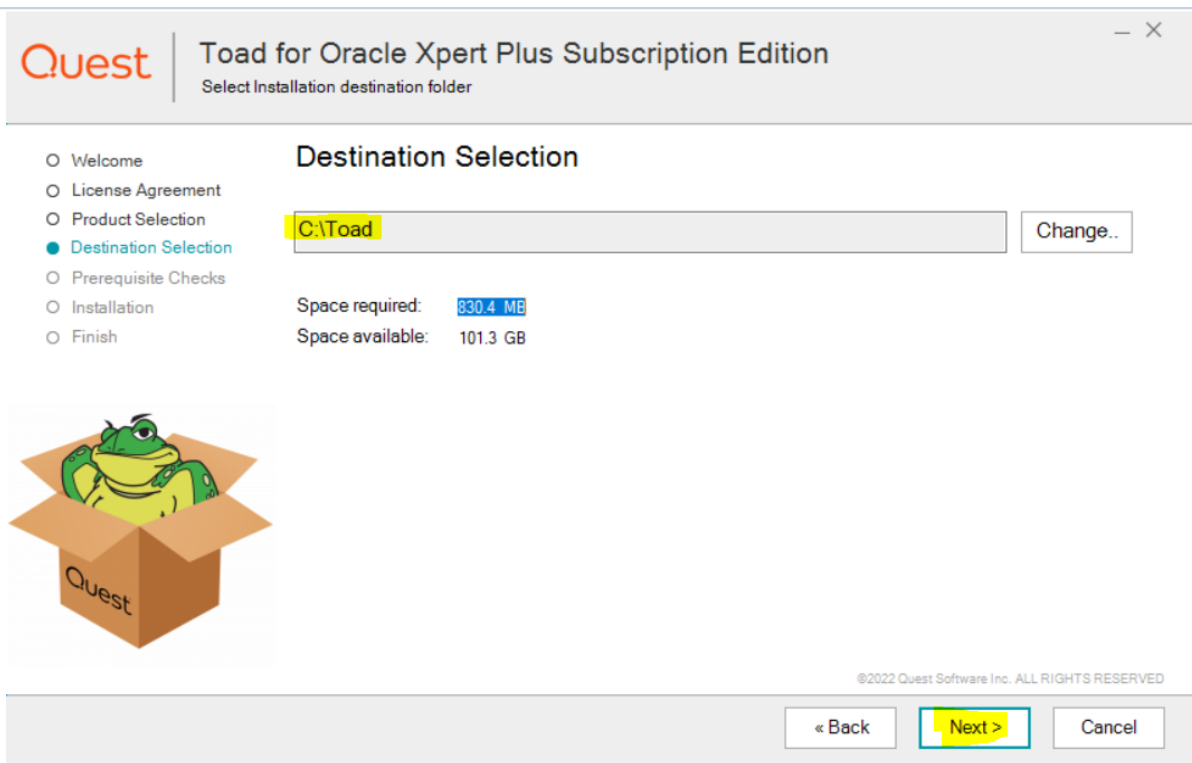 Quest
Toad for Oracle Xpert Plus Subscription Edition
Select Installation destination folder
Welcome
License Agreement
Product Selection
Destination Selection
Prerequisite Checks
Installation
Finish
Destination Selection
C:\Toad
Change..
Space required: 830.4 MB
Space available: 101.3 GB
Quest
©2022 Quest Software Inc. ALL RIGHTS RESERVED
« Back
Next >
Cancel